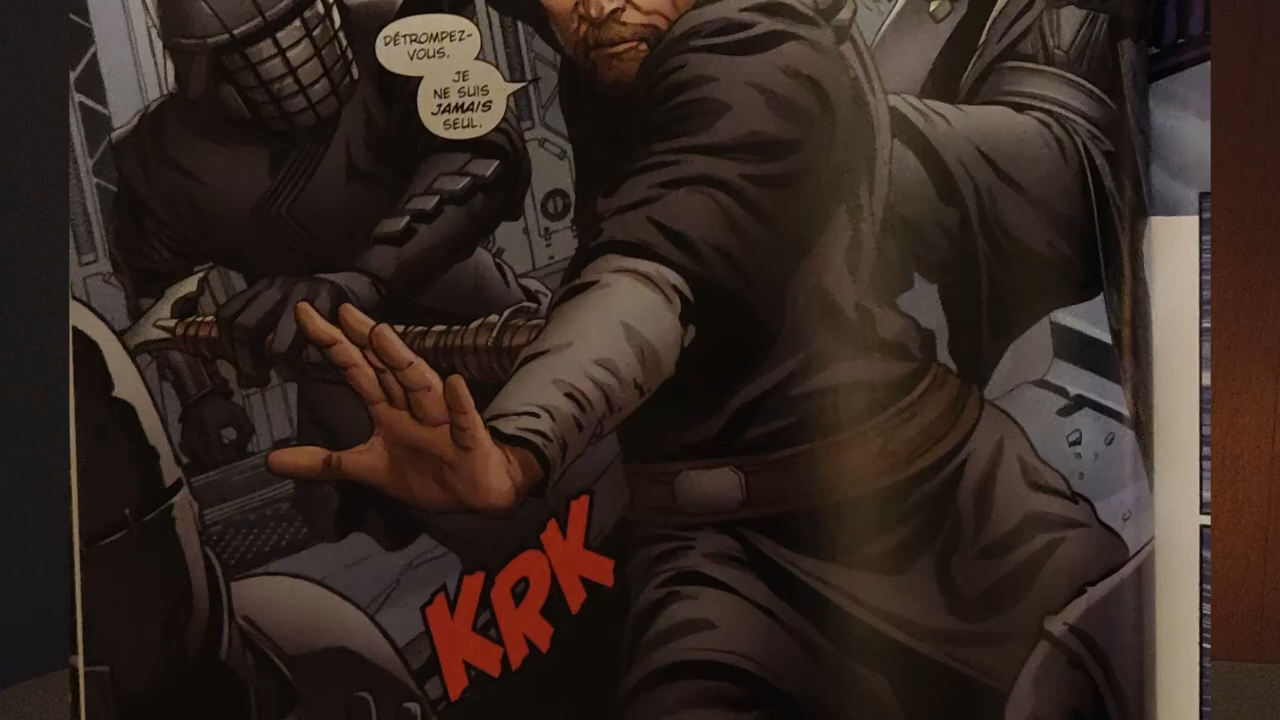 DÉTROMPEZ-
VOUS.
JE
NE SUIS
JAMAIS
SEUL.
KRK